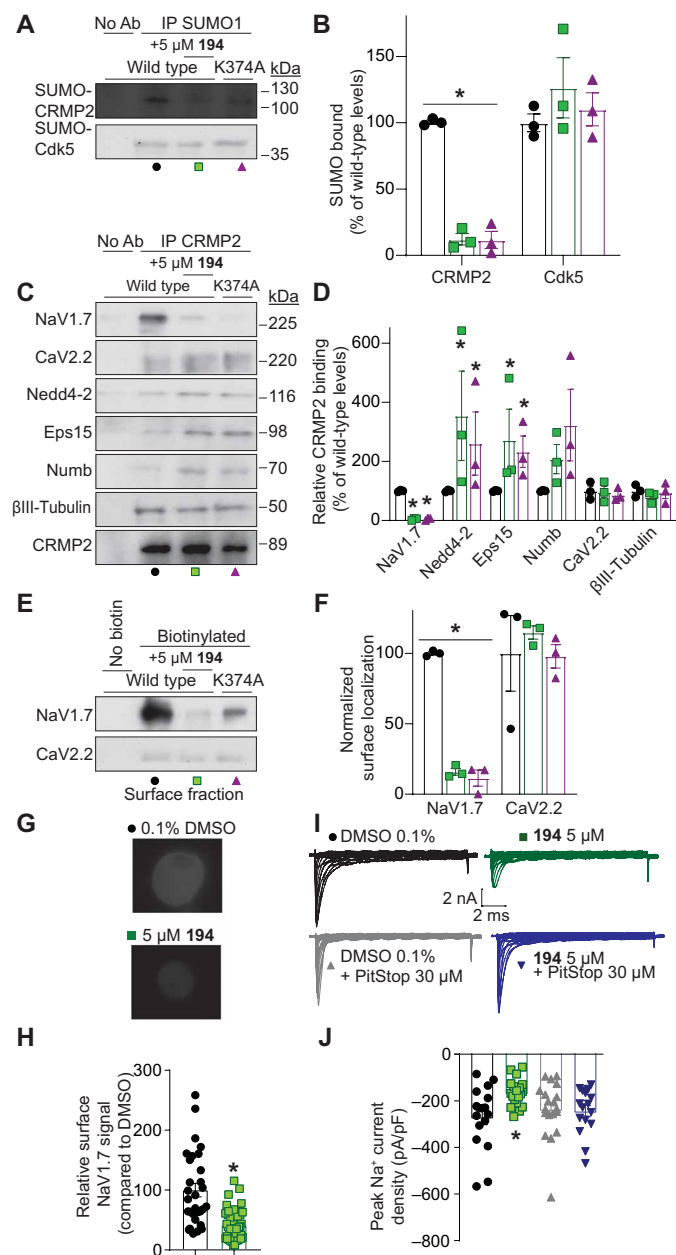 A
No Ab
IP SUMO1
+5 µM 194
Wild type
K374A
kDa
SUMO-
CRMP2
130
100
SUMO-
Cdk5
35
B
SUMO bound
(% of wild-type levels)
150
100
50
0
*
CRMP2
Cdk5
C
No Ab
IP CRMP2
+5 µM 194
Wild type
K374A
kDa
NaV1.7
225
CaV2.2
220
Nedd4-2
116
Eps15
98
Numb
70
βIII-Tubulin
50
CRMP2
89
D
Relative CRMP2 binding
(% of wild-type levels)
600
400
200
0
* *
* *
* *
NaV1.7
Nedd4-2
Eps15
Numb
CaV2.2
βIII-Tubulin
E
No biotin
Biotinylated
+5 µM 194
Wild type
K374A
NaV1.7
CaV2.2
Surface fraction
F
Normalized
surface localization
100
50
0
*
NaV1.7
CaV2.2
G
0.1% DMSO
5 µM 194
H
Relative surface
NaV1.7 signal
(compared to DMSO)
300
200
100
0
*
I
DMSO 0.1%
194 5 µM
2 nA
2 ms
DMSO 0.1%
+ PitStop 30 µM
194 5 µM
+ PitStop 30 µM
J
Peak Na⁺ current
density (pA/pF)
0
–200
–400
–600
–800
*